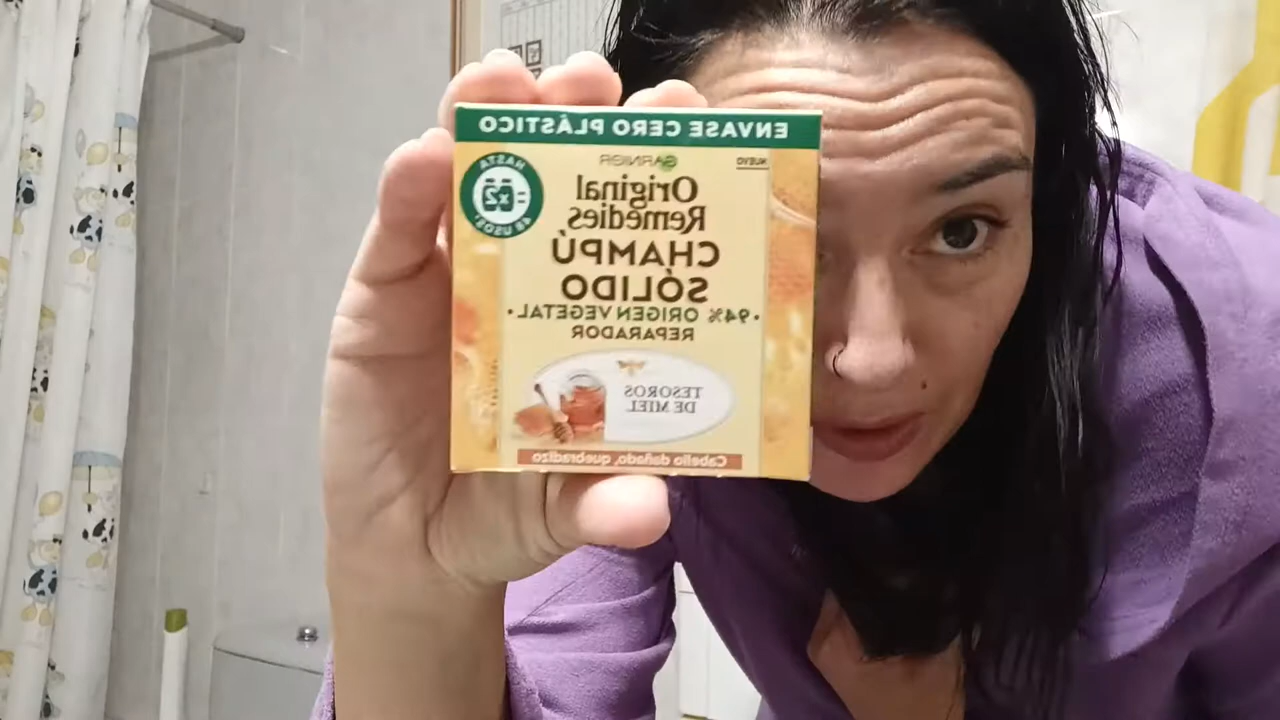 ENVASE CERO PLÁSTICO
GARNIER
NUEVO
Original
Remedies
CHAMPÚ
SÓLIDO
•94% ORIGEN VEGETAL•
REPARADOR
HASTA
=
x2
48 USOS¹
TESOROS
DE MIEL
Cabello dañado, quebradizo